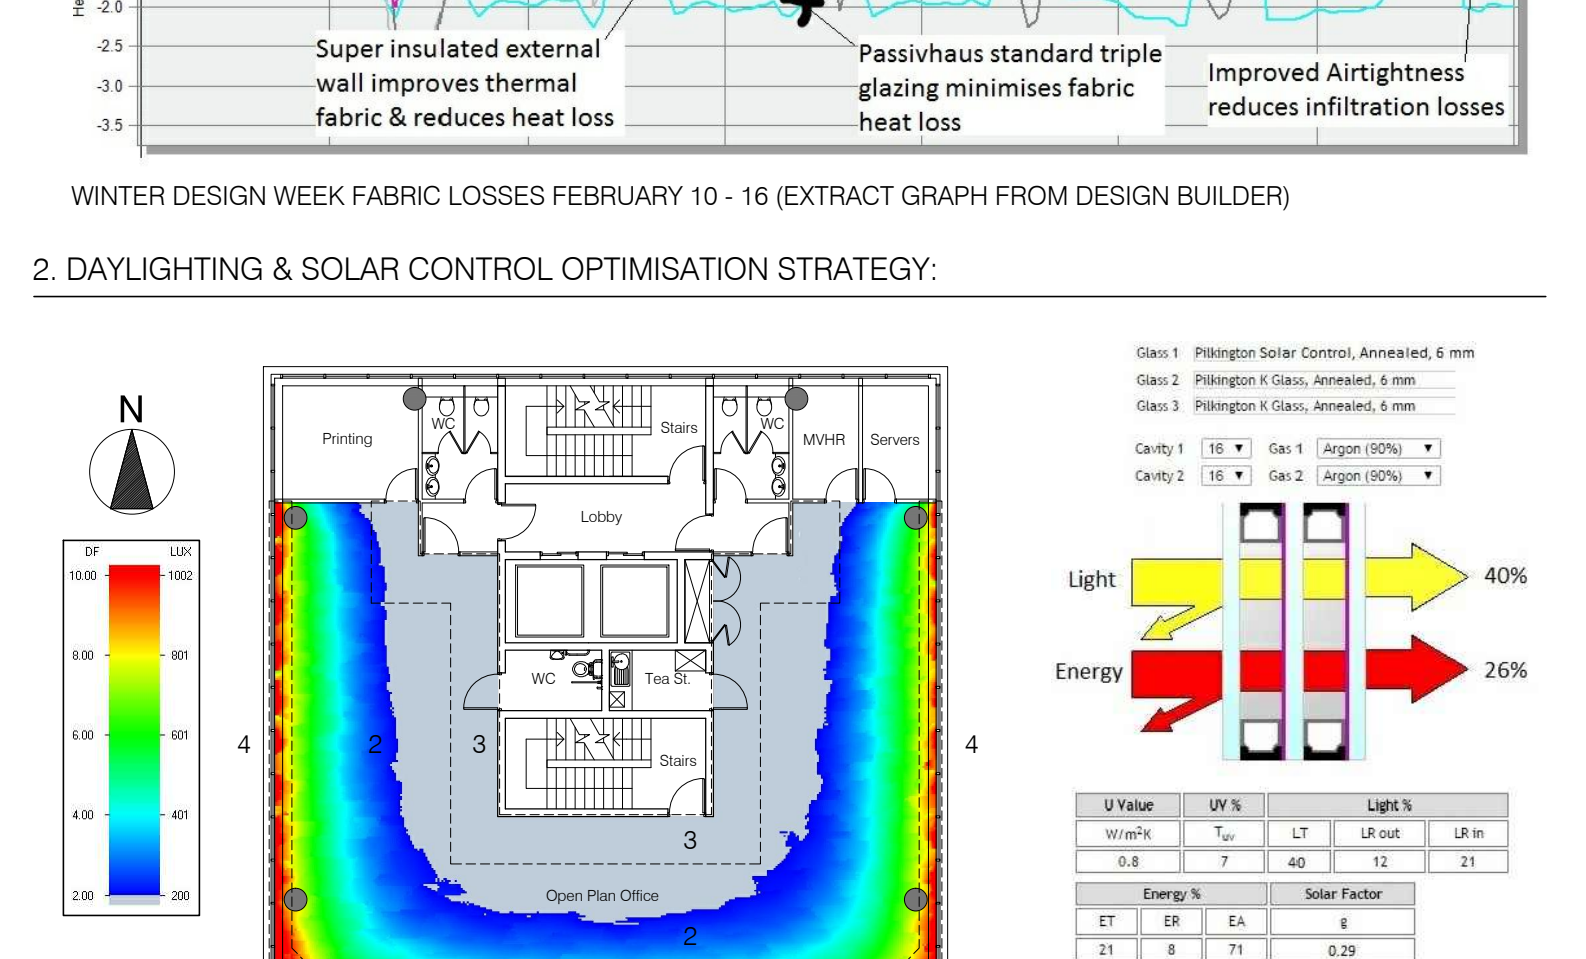 -2.0
-2.5
-3.0
-3.5
Super insulated external
wall improves thermal
fabric & reduces heat loss
Passivhaus standard triple
glazing minimises fabric
heat loss
Improved Airtightness
reduces infiltration losses
WINTER DESIGN WEEK FABRIC LOSSES FEBRUARY 10 - 16 (EXTRACT GRAPH FROM DESIGN BUILDER)
2. DAYLIGHTING & SOLAR CONTROL OPTIMISATION STRATEGY:
N
DF LUX
10.00 1002
8.00 801
6.00 601
4.00 401
2.00 200
Printing
WC
Stairs
WC
MVHR
Servers
Lobby
WC
Tea St.
4
2
3
4
Stairs
3
Open Plan Office
2
Glass 1 Pilkington Solar Control, Annealed, 6 mm
Glass 2 Pilkington K Glass, Annealed, 6 mm
Glass 3 Pilkington K Glass, Annealed, 6 mm
Cavity 1 16 ▼ Gas 1 Argon (90%) ▼
Cavity 2 16 ▼ Gas 2 Argon (90%) ▼
Light 40%
Energy 26%
U Value UV % Light %
W/m²K Tuv LT LR out LR in
0.8 7 40 12 21
Energy % Solar Factor
ET ER EA g
21 8 71 0.29